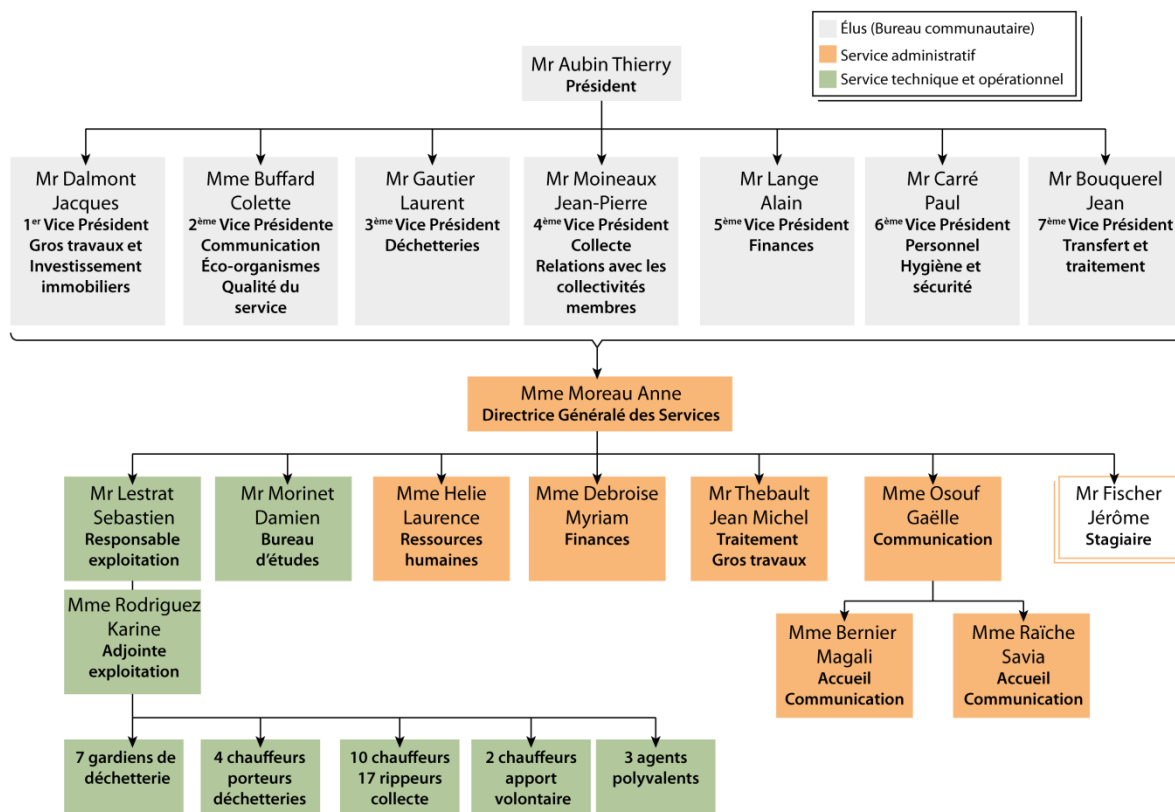 Élus (Bureau communautaire)
Service administratif
Service technique et opérationnel
Mr Aubin Thierry
Président
Mr Dalmont
Jacques
1er Vice Président
Gros travaux et
Investissement
immobiliers
Mme Buffard
Colette
2ème Vice Présidente
Communication
Éco-organismes
Qualité du
service
Mr Gautier
Laurent
3ème Vice Président
Déchetteries
Mr Moineaux
Jean-Pierre
4ème Vice Président
Collecte
Relations avec les
collectivités
membres
Mr Lange
Alain
5ème Vice Président
Finances
Mr Carré
Paul
6ème Vice Président
Personnel
Hygiène et
sécurité
Mr Bouquerel
Jean
7ème Vice Président
Transfert et
traitement
Mme Moreau Anne
Directrice Généralé des Services
Mr Lestrat
Sebastien
Responsable
exploitation
Mr Morinet
Damien
Bureau
d'études
Mme Helie
Laurence
Ressources
humaines
Mme Debroise
Myriam
Finances
Mr Thebault
Jean Michel
Traitement
Gros travaux
Mme Osouf
Gaëlle
Communication
Mr Fischer
Jérôme
Stagiaire
Mme Rodriguez
Karine
Adjointe
exploitation
Mme Bernier
Magali
Accueil
Communication
Mme Raïche
Savia
Accueil
Communication
7 gardiens de
déchetterie
4 chauffeurs
porteurs
déchetteries
10 chauffeurs
17 rippeurs
collecte
2 chauffeurs
apport
volontaire
3 agents
polyvalents